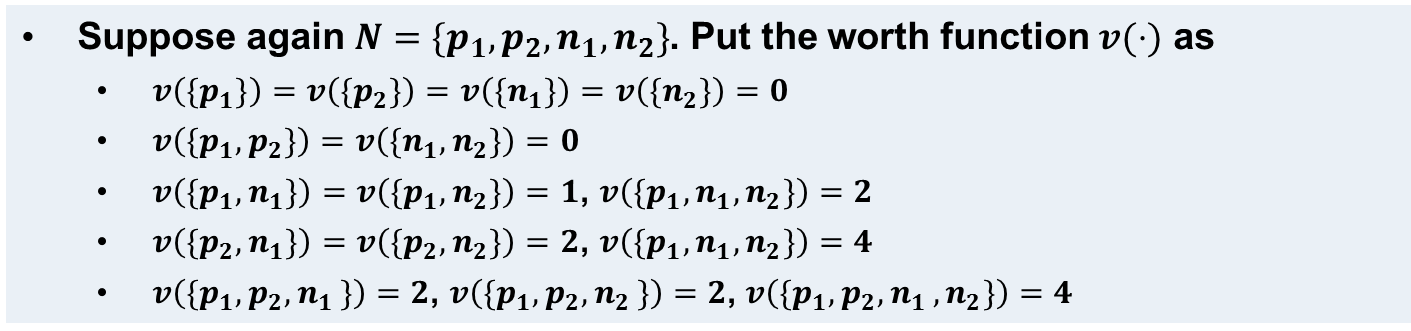 • Suppose again N = {p₁, p₂, n₁, n₂}. Put the worth function v(·) as
• v({p₁}) = v({p₂}) = v({n₁}) = v({n₂}) = 0
• v({p₁, p₂}) = v({n₁, n₂}) = 0
• v({p₁, n₁}) = v({p₁, n₂}) = 1, v({p₁, n₁, n₂}) = 2
• v({p₂, n₁}) = v({p₂, n₂}) = 2, v({p₁, n₁, n₂}) = 4
• v({p₁, p₂, n₁ }) = 2, v({p₁, p₂, n₂ }) = 2, v({p₁, p₂, n₁ , n₂}) = 4